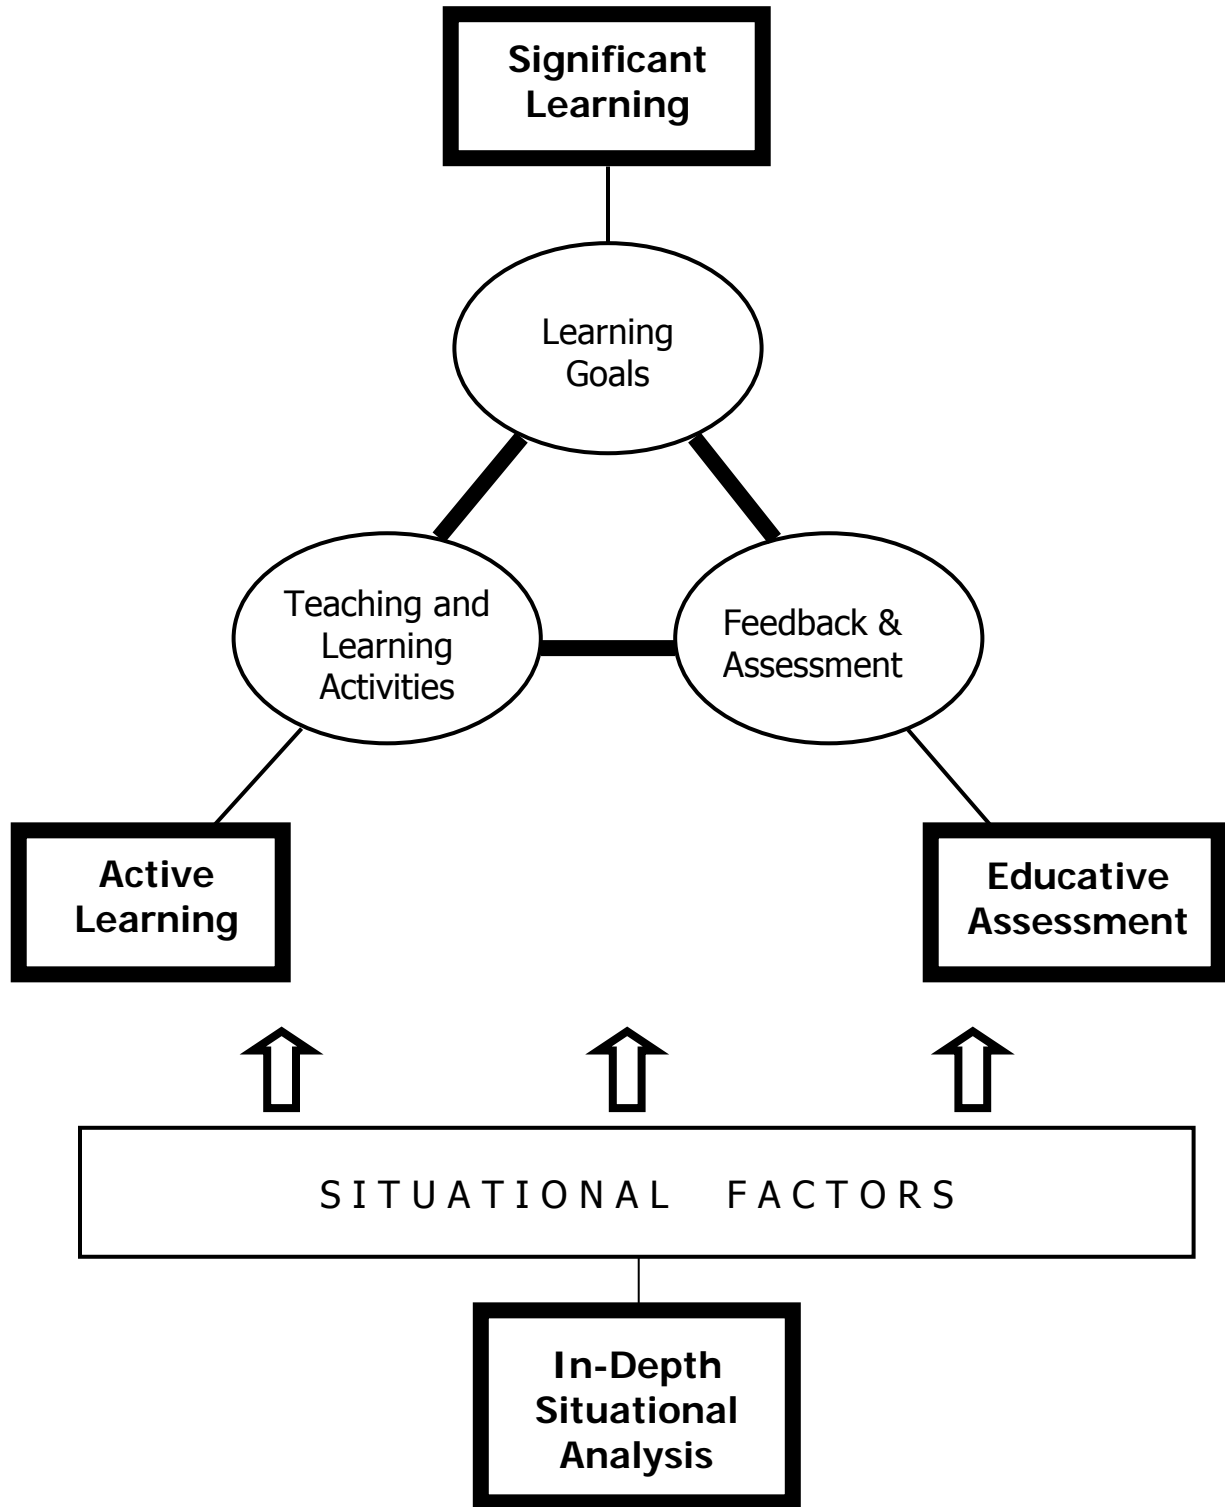 Significant
Learning
Learning
Goals
Teaching and
Learning
Activities
Feedback &
Assessment
Active
Learning
Educative
Assessment
SITUATIONAL FACTORS
In-Depth
Situational
Analysis